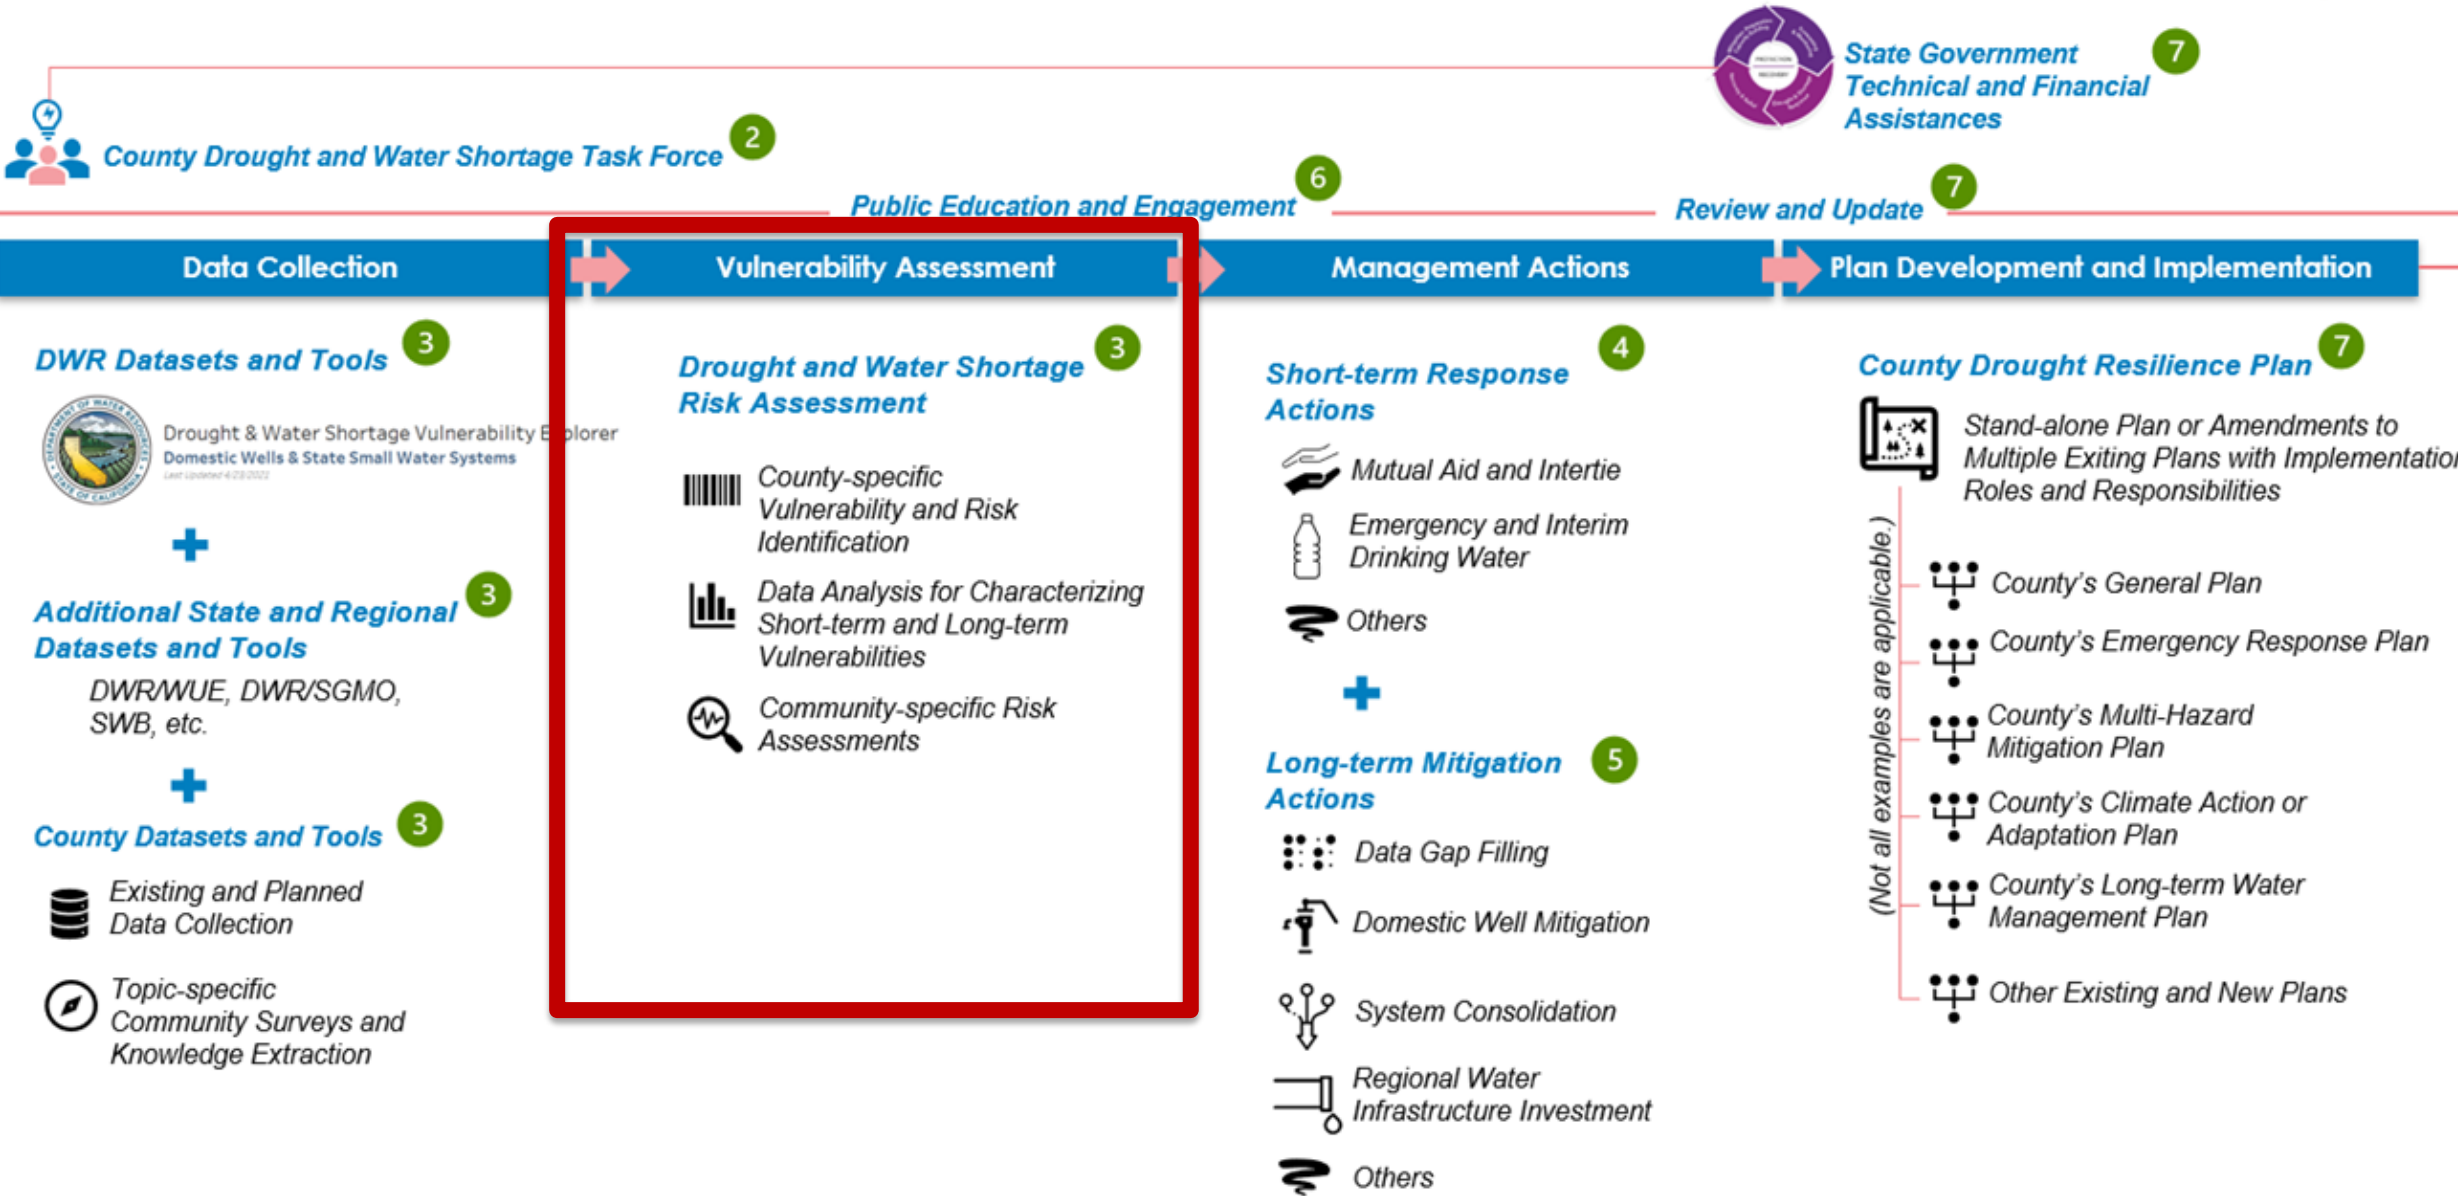 State Government
Technical and Financial
Assistances
7
County Drought and Water Shortage Task Force
2
Public Education and Engagement
6
Review and Update
7
Data Collection
Vulnerability Assessment
Management Actions
Plan Development and Implementation
DWR Datasets and Tools
3
Drought & Water Shortage Vulnerability E plorer
Domestic Wells & State Small Water Systems
Last Updated 4/23/2022
Additional State and Regional
Datasets and Tools
3
DWR/WUE, DWR/SGMO,
SWB, etc.
County Datasets and Tools
3
Existing and Planned
Data Collection
Topic-specific
Community Surveys and
Knowledge Extraction
Drought and Water Shortage
Risk Assessment
3
County-specific
Vulnerability and Risk
Identification
Data Analysis for Characterizing
Short-term and Long-term
Vulnerabilities
Community-specific Risk
Assessments
Short-term Response
Actions
4
Mutual Aid and Intertie
Emergency and Interim
Drinking Water
Others
Long-term Mitigation
Actions
5
Data Gap Filling
Domestic Well Mitigation
System Consolidation
Regional Water
Infrastructure Investment
Others
County Drought Resilience Plan
7
Stand-alone Plan or Amendments to
Multiple Exiting Plans with Implementation
Roles and Responsibilities
(Not all examples are applicable.)
County's General Plan
County's Emergency Response Plan
County's Multi-Hazard
Mitigation Plan
County's Climate Action or
Adaptation Plan
County's Long-term Water
Management Plan
Other Existing and New Plans